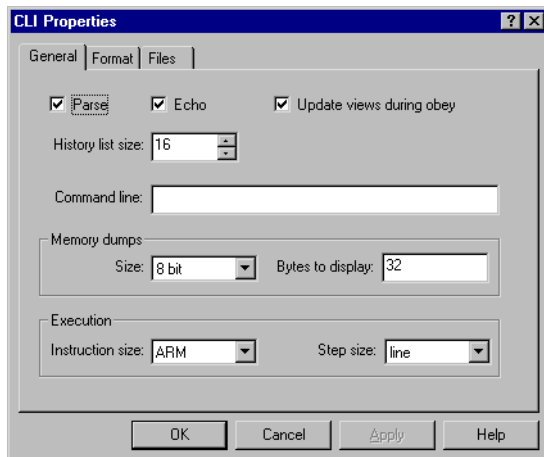 CLI Properties
General Format Files
Parse Echo Update views during obey
History list size: 16
Command line:
Memory dumps
Size: 8 bit Bytes to display: 32
Execution
Instruction size: ARM Step size: line
OK Cancel Apply Help